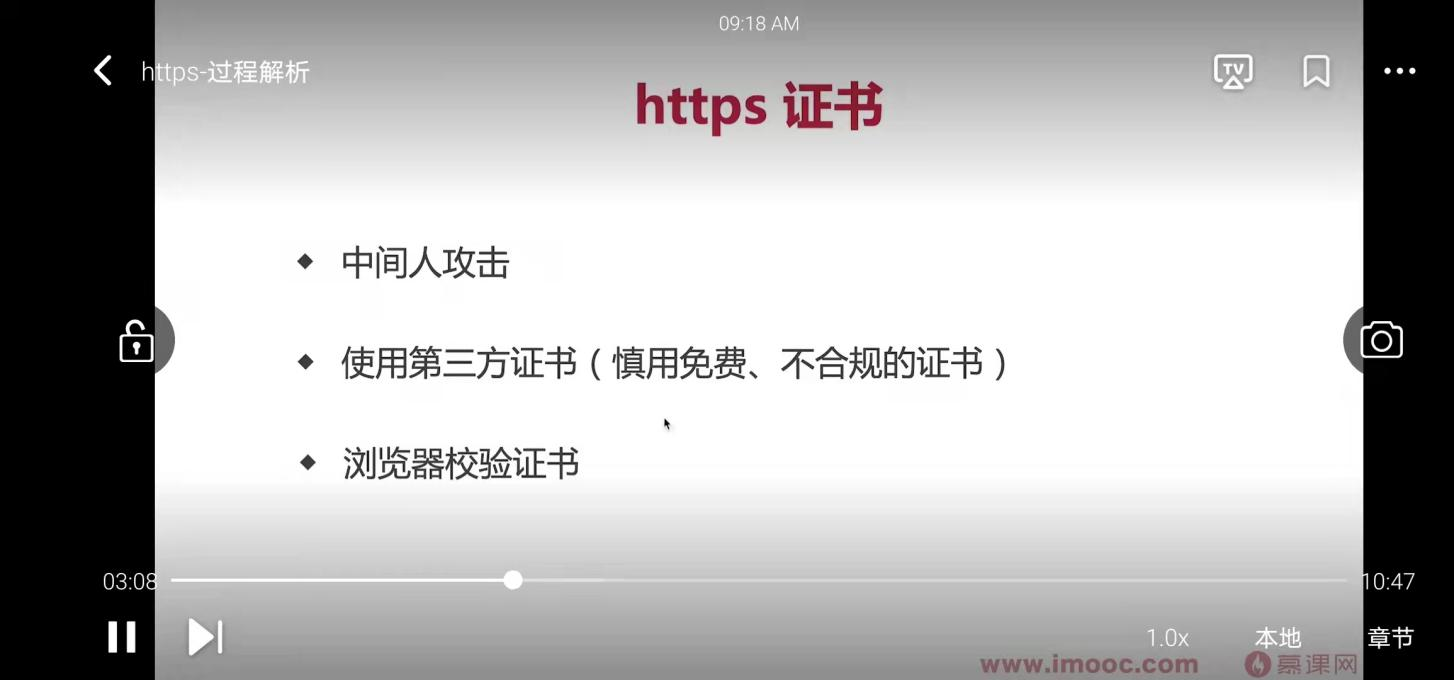 09:18 AM
https-过程解析
TV
https 证书
◆ 中间人攻击
◆ 使用第三方证书（慎用免费、不合规的证书）
◆ 浏览器校验证书
03:08
10:47
1.0x 本地 章节
www.imooc.com 慕课网